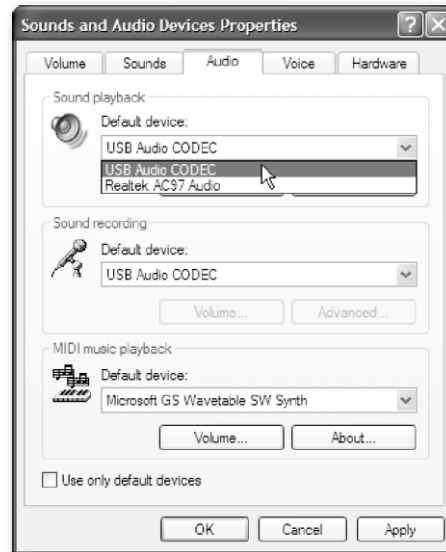 Sounds and Audio Devices Properties
Volume Sounds Audio Voice Hardware
Sound playback
Default device:
USB Audio CODEC
USB Audio CODEC
Realtek AC97 Audio
Sound recording
Default device:
USB Audio CODEC
Volume... Advanced...
MIDI music playback
Default device:
Microsoft GS Wavetable SW Synth
Volume... About...
Use only default devices
OK Cancel Apply